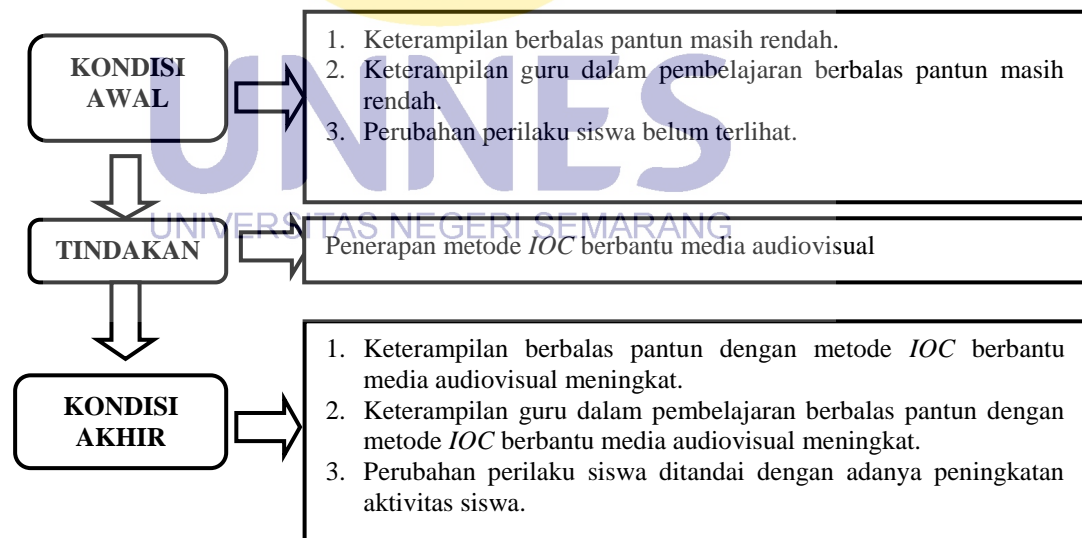 KONDISI
AWAL
1. Keterampilan berbalas pantun masih rendah.
2. Keterampilan guru dalam pembelajaran berbalas pantun masih
rendah.
3. Perubahan perilaku siswa belum terlihat.
UNNES
UNIVERSITAS NEGERI SEMARANG
TINDAKAN
Penerapan metode IOC berbantu media audiovisual
KONDISI
AKHIR
1. Keterampilan berbalas pantun dengan metode IOC berbantu
media audiovisual meningkat.
2. Keterampilan guru dalam pembelajaran berbalas pantun dengan
metode IOC berbantu media audiovisual meningkat.
3. Perubahan perilaku siswa ditandai dengan adanya peningkatan
aktivitas siswa.